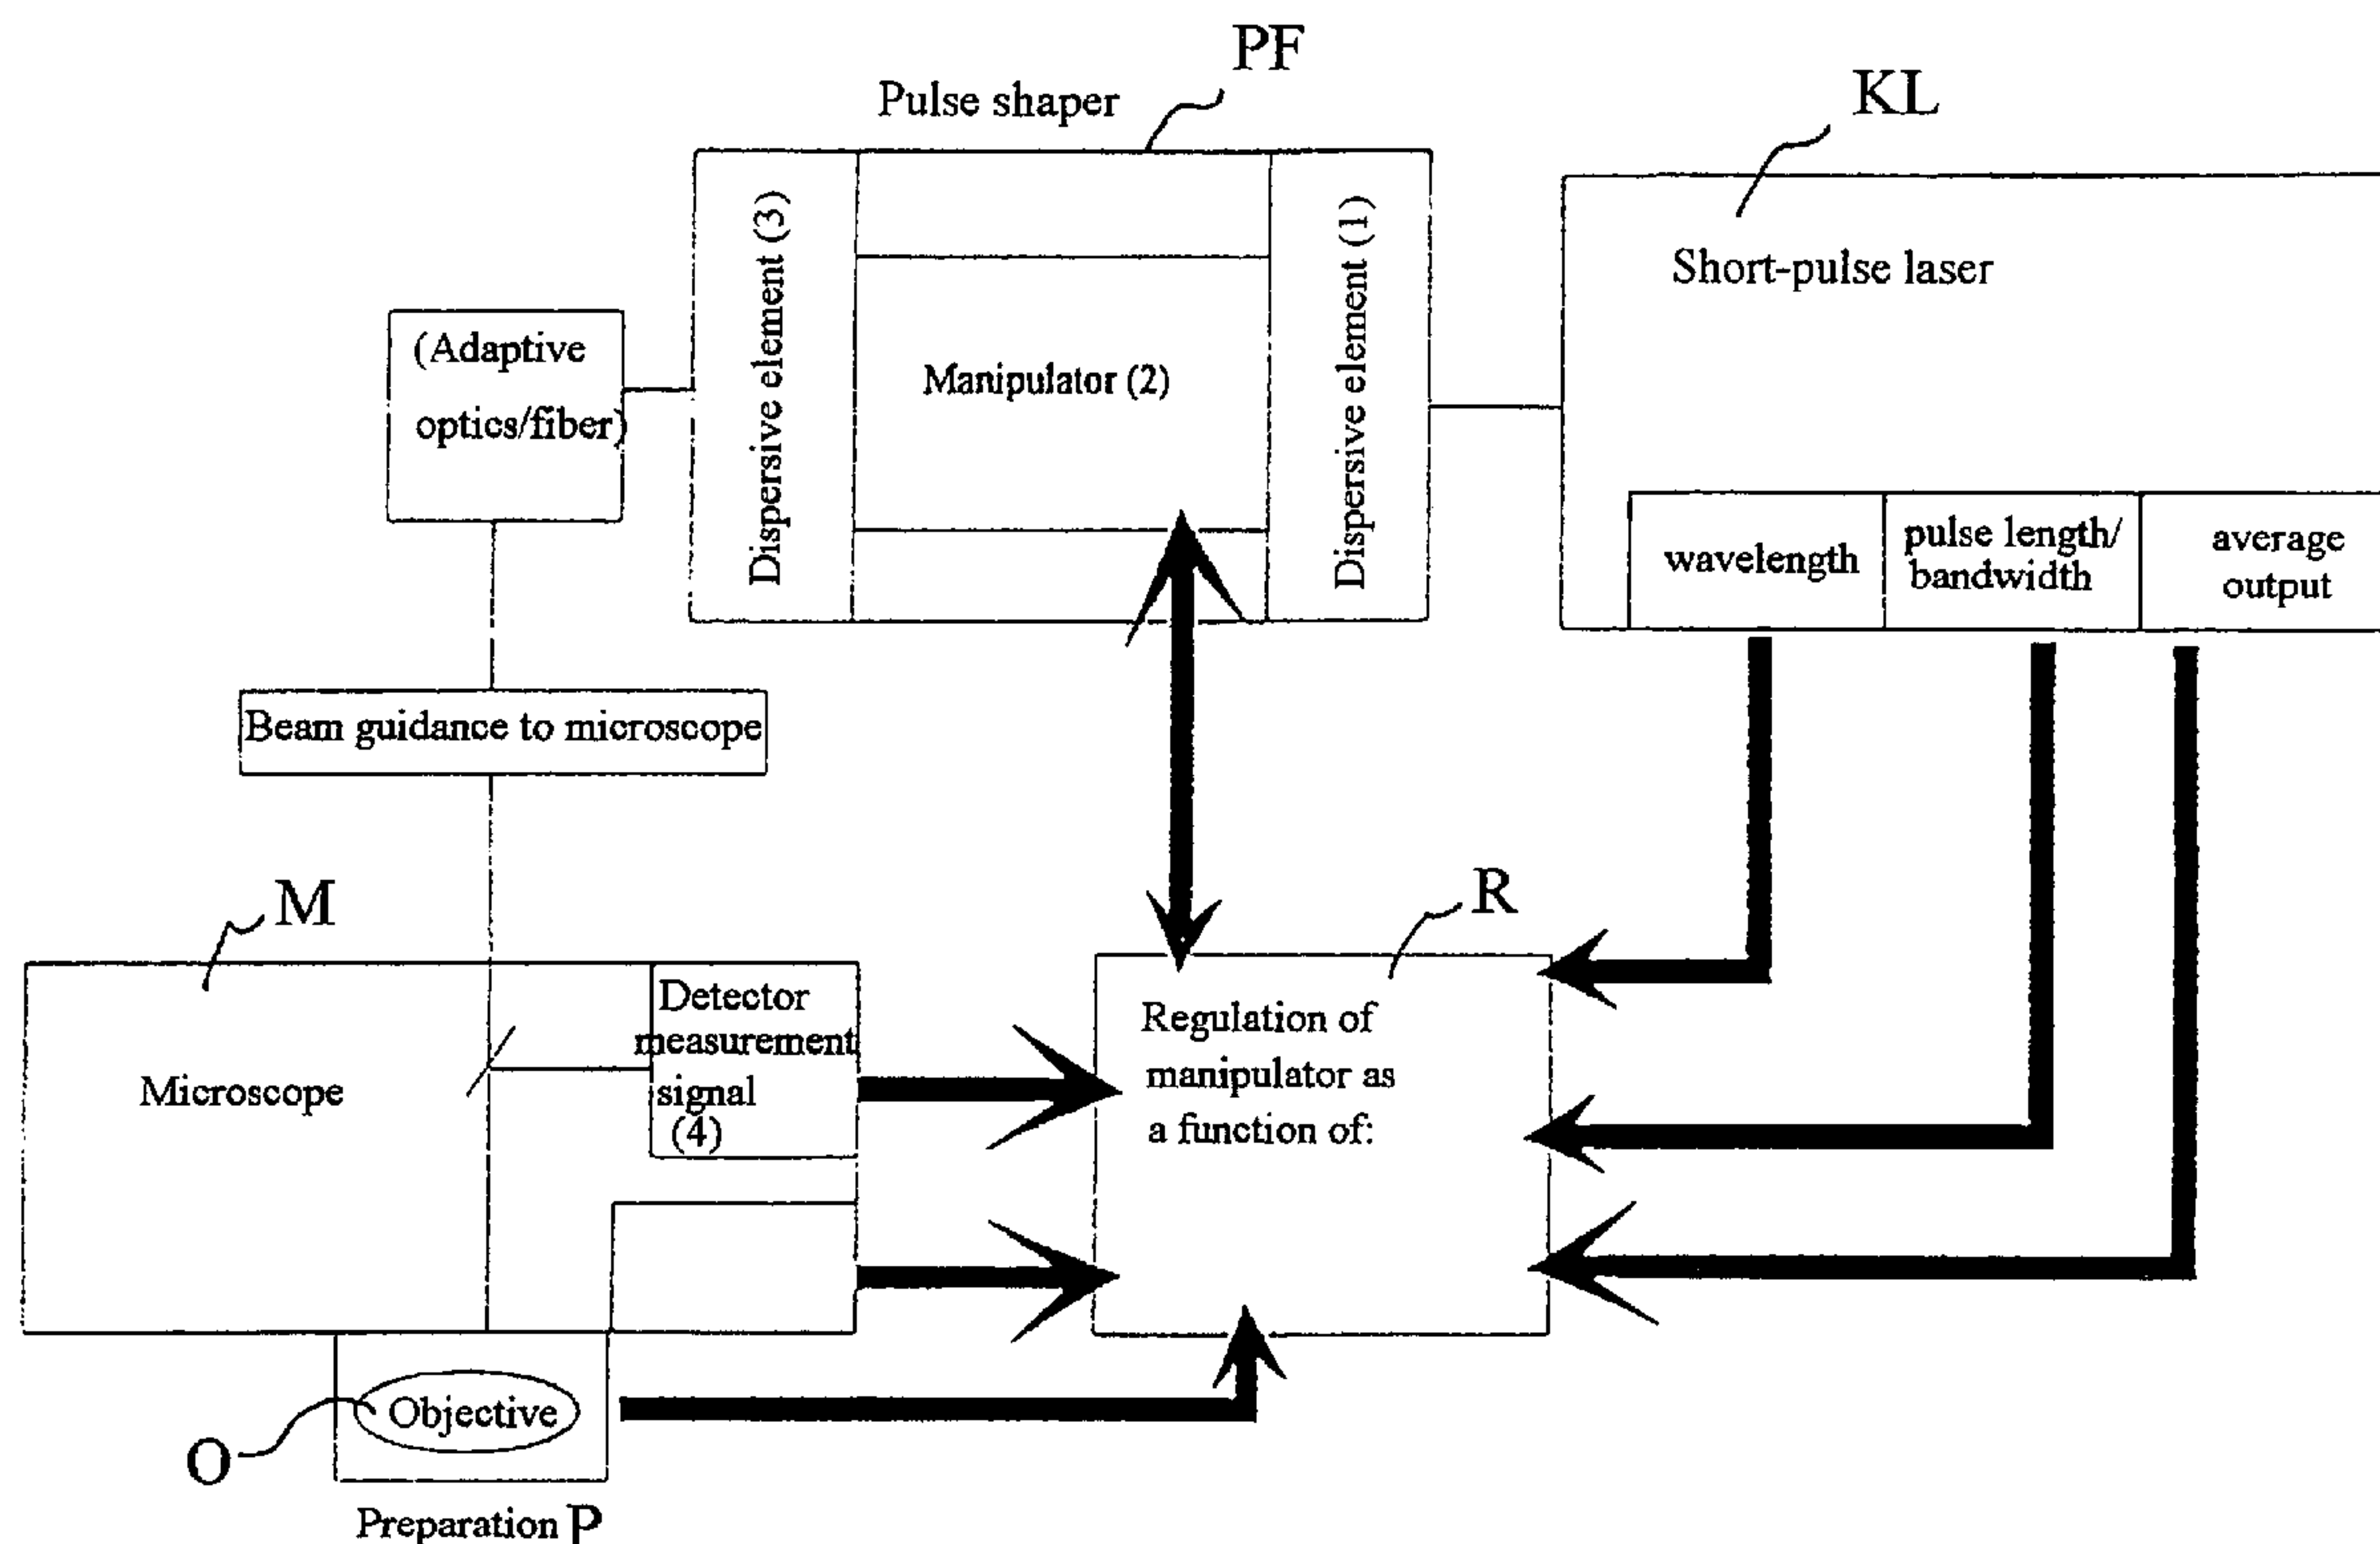 PF
Pulse shaper
KL
Dispersive element (3)
Manipulator (2)
Dispersive element (1)
Short-pulse laser
wavelength
pulse length/
bandwidth
average
output
(Adaptive
optics/fiber)
Beam guidance to microscope
M
Microscope
Detector
measurement
signal
(4)
R
Regulation of
manipulator as
a function of:
Objective
O
Preparation P